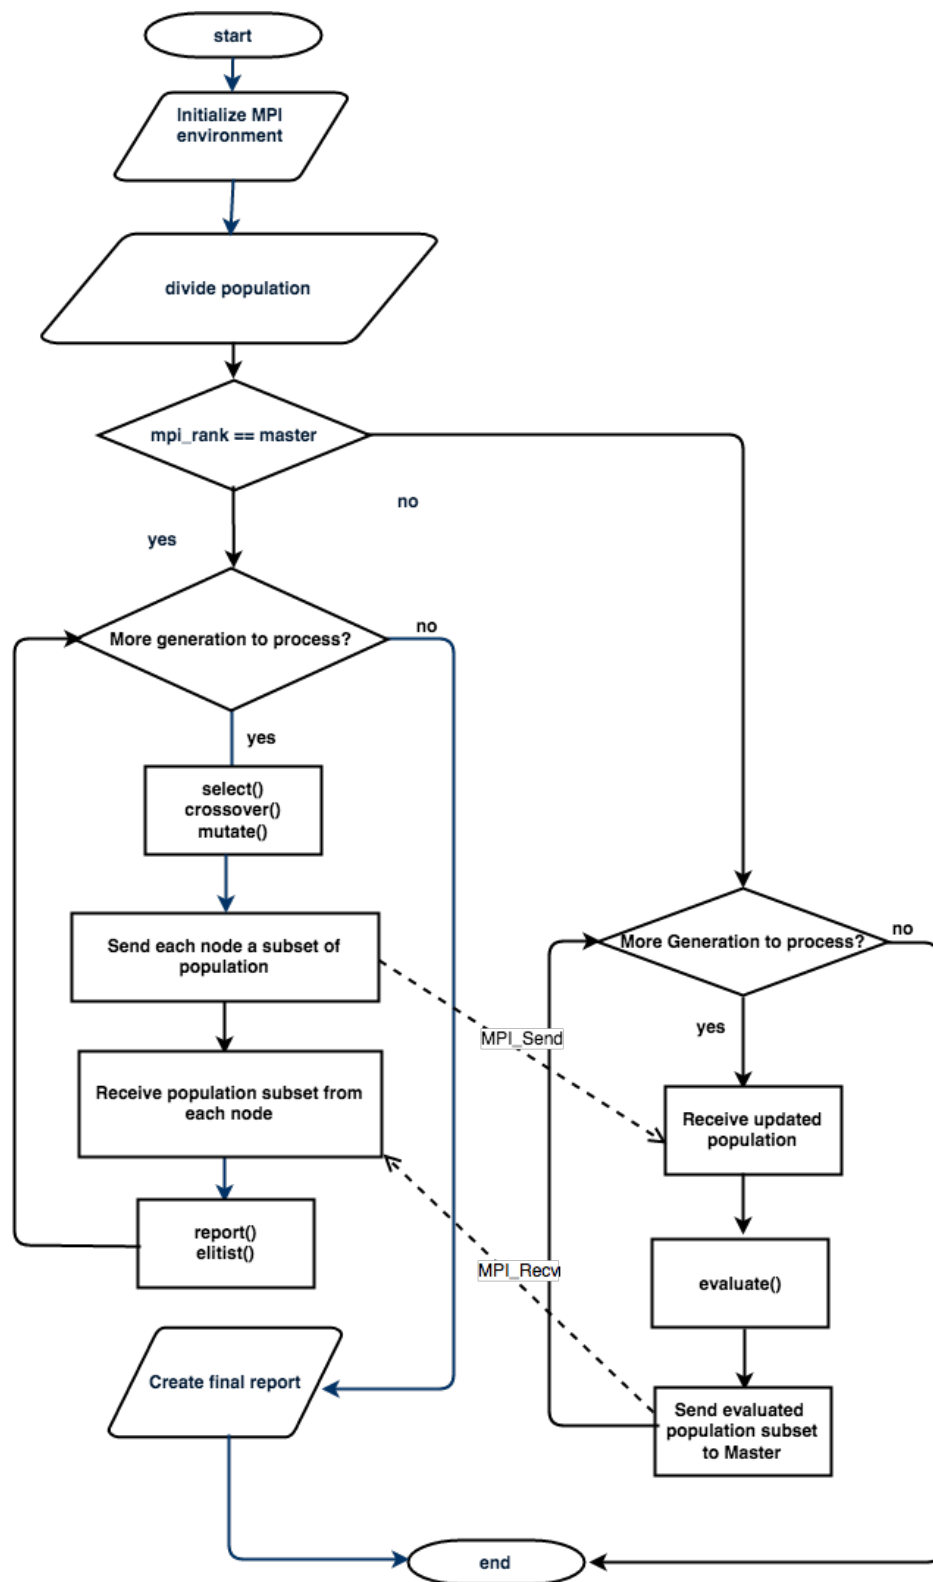 start
Initialize MPI
environment
divide population
mpi_rank == master
no
yes
More generation to process?
no
yes
select()
crossover()
mutate()
Send each node a subset of
population
Receive population subset from
each node
report()
elitist()
Create final report
More Generation to process?
no
yes
MPI_Send
Receive updated
population
evaluate()
MPI_Recv
Send evaluated
population subset
to Master
end